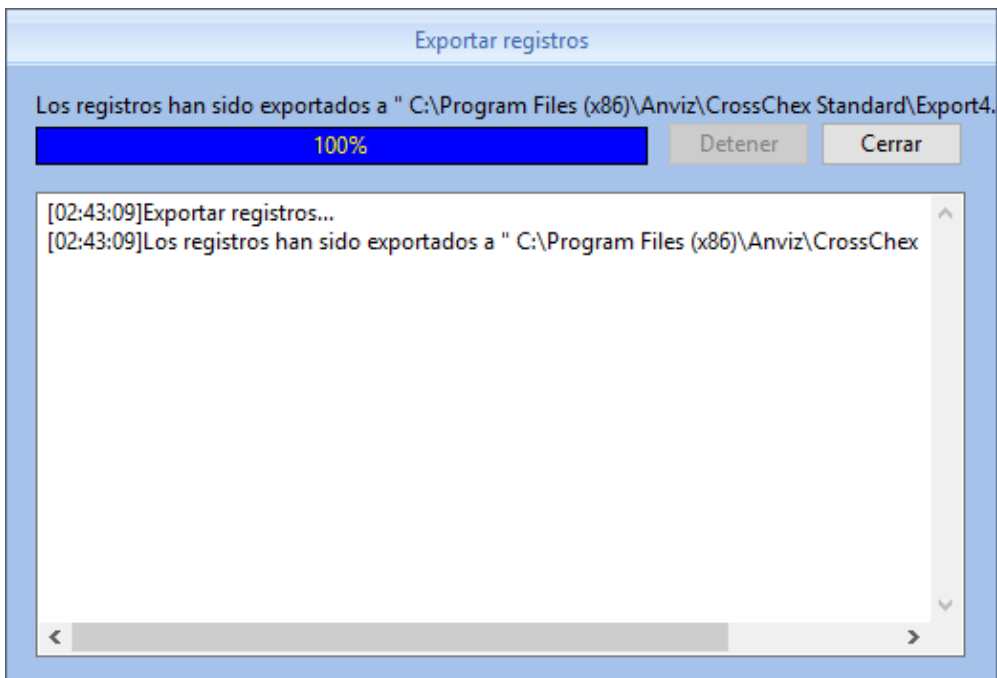 Exportar registros
Los registros han sido exportados a " C:\Program Files (x86)\Anviz\CrossChex Standard\Export4.
100%
Detener
Cerrar
[02:43:09]Exportar registros...
[02:43:09]Los registros han sido exportados a " C:\Program Files (x86)\Anviz\CrossChex